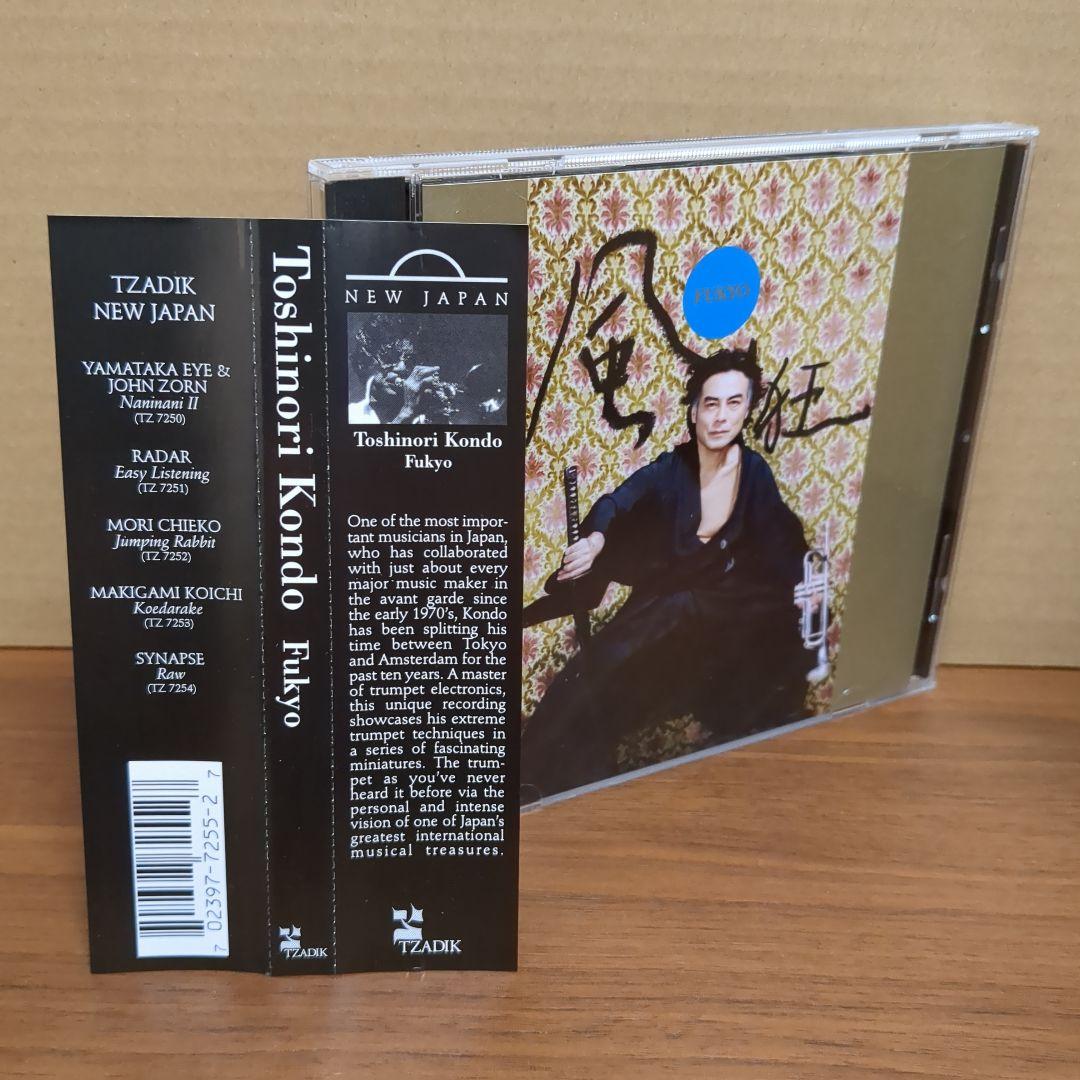 TZADIK
NEW JAPAN
YAMATAKA EYE &
JOHN ZORN
Naninani II
(TZ 7250)
RADAR
Easy Listening
(TZ 7251)
MORI CHIEKO
Jumping Rabbit
(TZ 7252)
MAKIGAMI KOICHI
Koedarake
(TZ 7253)
SYNAPSE
Raw
(TZ 7254)
7 02397-7255-2 7
Toshinori Kondo Fukyo
TZADIK
NEW JAPAN
Toshinori Kondo
Fukyo
One of the most impor-
tant musicians in Japan,
who has collaborated
with just about every
major music maker in
the avant garde since
the early 1970's, Kondo
has been splitting his
time between Tokyo
and Amsterdam for the
past ten years. A master
of trumpet electronics,
this unique recording
showcases his extreme
trumpet techniques in
a series of fascinating
miniatures. The trum-
pet as you've never
heard it before via the
personal and intense
vision of one of Japan's
greatest international
musical treasures.
TZADIK
FUKYO
風狂